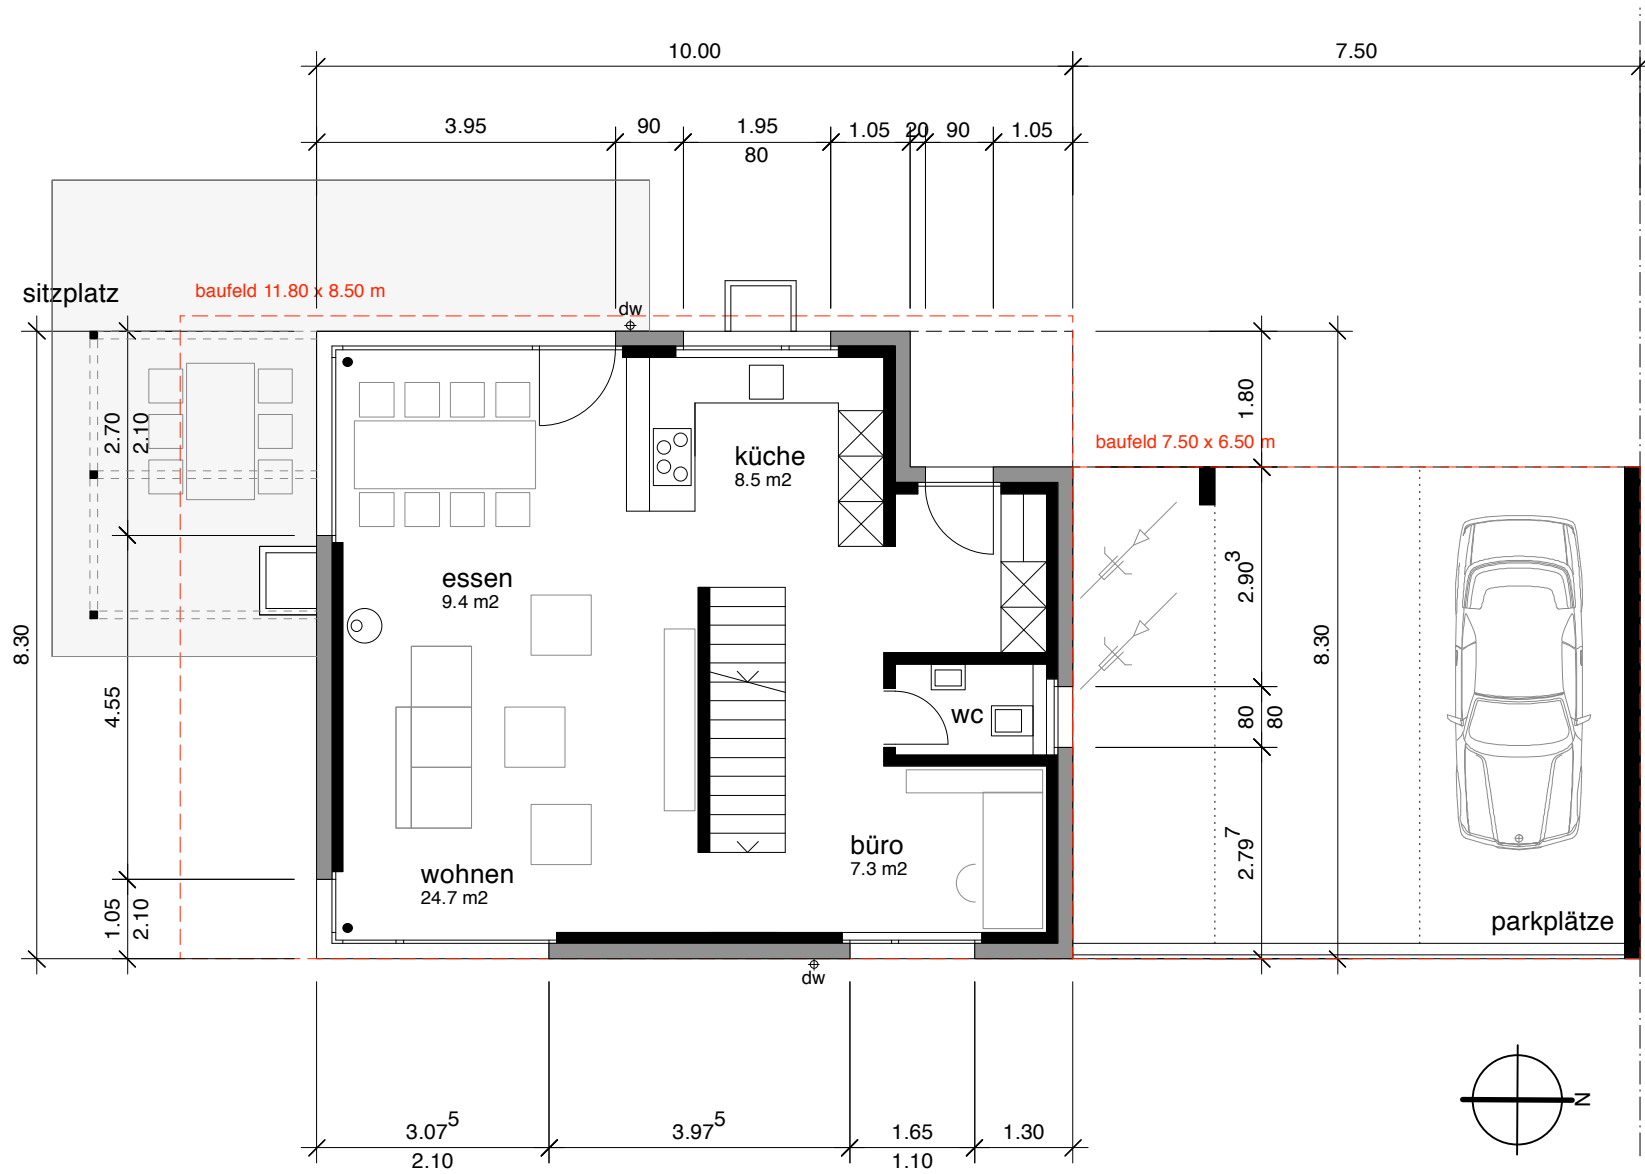 10.00
7.50
3.95
90
1.95
80
1.05
20
90
1.05
sitzplatz
baufeld 11.80 x 8.50 m
dw
2.70
2.10
1.80
baufeld 7.50 x 6.50 m
küche
8.5 m2
essen
9.4 m2
2.90³
8.30
8.30
4.55
wc
80
80
büro
7.3 m2
wohnen
24.7 m2
2.79⁷
1.05
2.10
parkplätze
dw
N
3.07⁵
2.10
3.97⁵
1.65
1.10
1.30